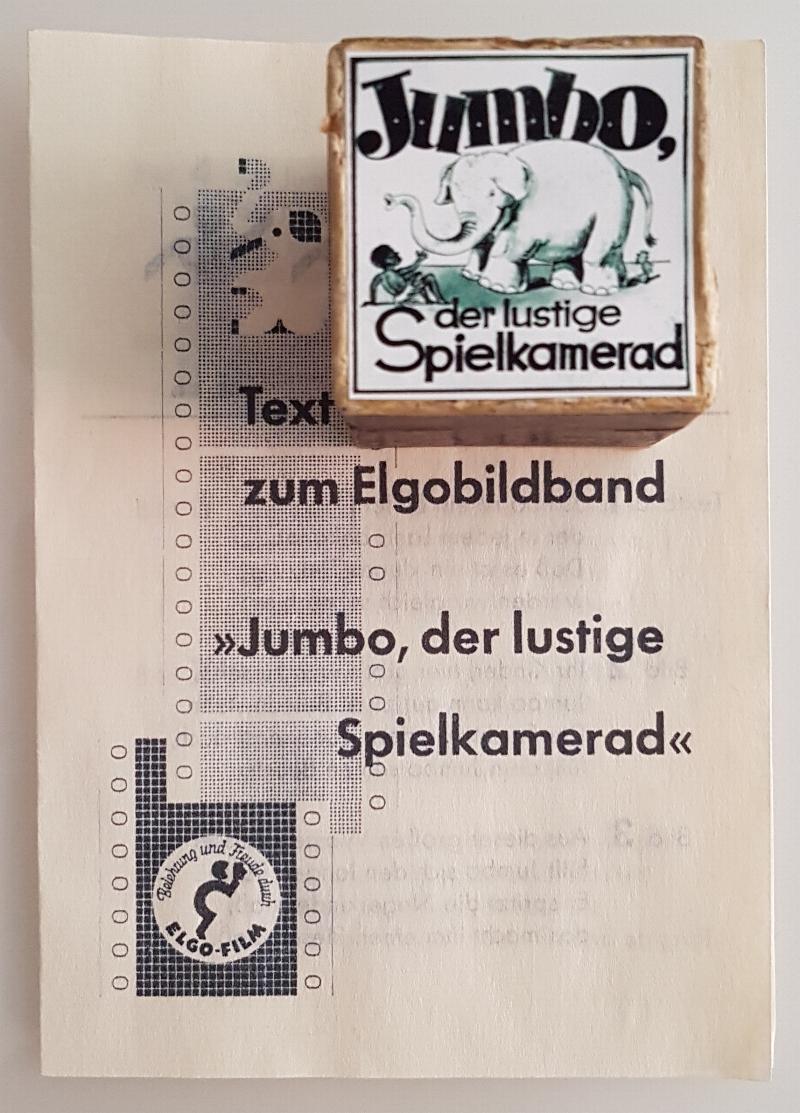 Jumbo,
der lustige
Spielkamerad
Text
zum Elgobildband
»Jumbo, der lustige
Spielkamerad«
Belehrung und Freude durch
ELGO-FILM